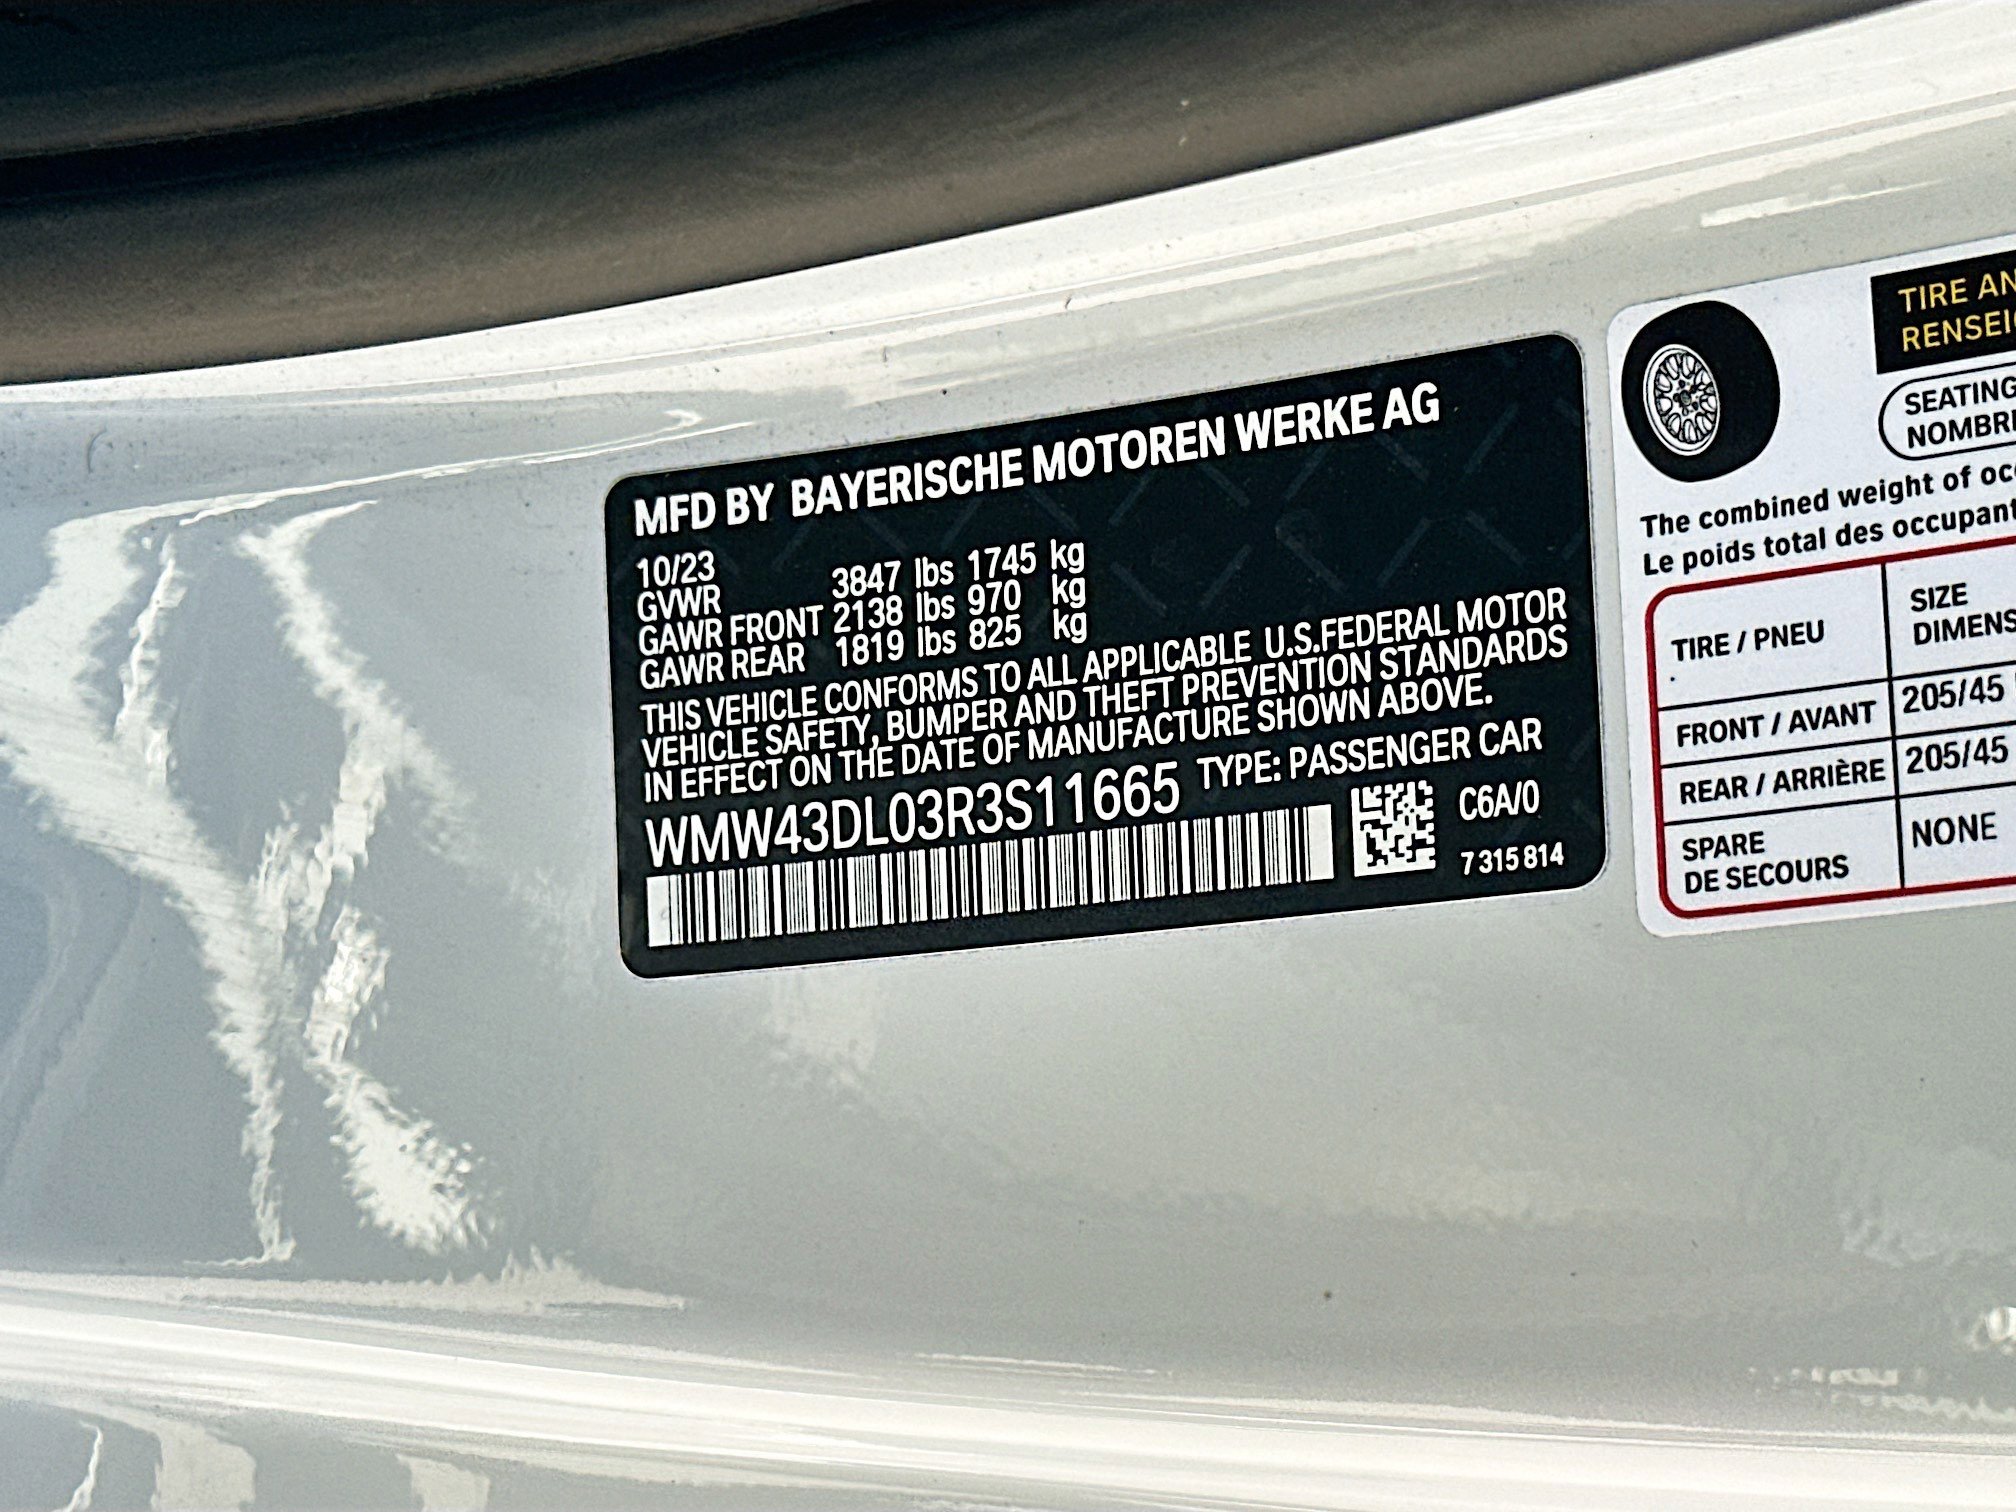 MFD BY BAYERISCHE MOTOREN WERKE AG
10/23
GVWR 3847 lbs 1745 kg
GAWR FRONT 2138 lbs 970 kg
GAWR REAR 1819 lbs 825 kg
THIS VEHICLE CONFORMS TO ALL APPLICABLE U.S.FEDERAL MOTOR
VEHICLE SAFETY, BUMPER AND THEFT PREVENTION STANDARDS
IN EFFECT ON THE DATE OF MANUFACTURE SHOWN ABOVE.
WMW43DL03R3S11665 TYPE: PASSENGER CAR
C6A/0
7 315 814
TIRE AN
RENSEI
SEATING
NOMBR
The combined weight of oc
Le poids total des occupant
TIRE / PNEU
SIZE
DIMENS
FRONT / AVANT 205/45
REAR / ARRIÈRE 205/45
SPARE
DE SECOURS
NONE